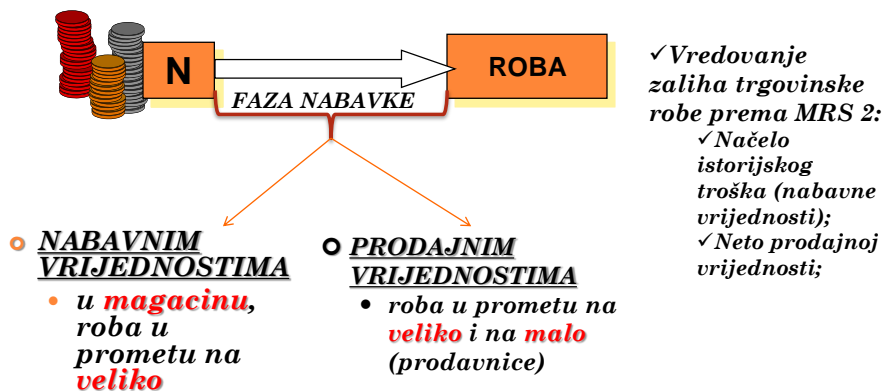 N
ROBA
FAZA NABAVKE
✓Vredovanje
zaliha trgovinske
robe prema MRS 2:
✓Načelo
istorijskog
troška (nabavne
vrijednosti);
✓Neto prodajnoj
vrijednosti;
NABAVNIM
VRIJEDNOSTIMA
• u magacinu,
roba u
prometu na
veliko
PRODAJNIM
VRIJEDNOSTIMA
• roba u prometu na
veliko i na malo
(prodavnice)